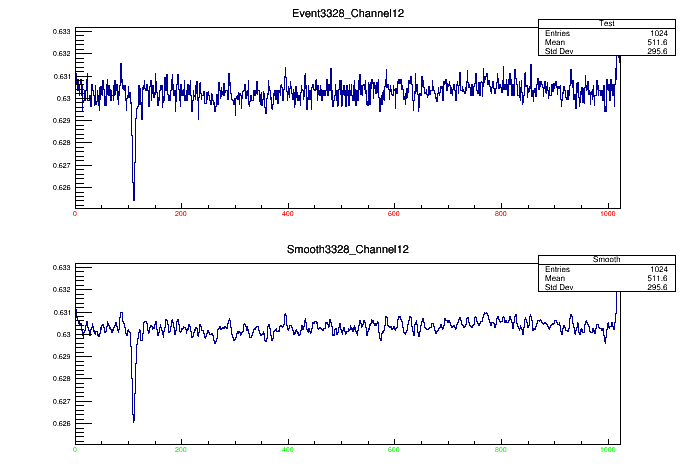 Event3328_Channel12
Test
Entries 1024
Mean 511.6
Std Dev 295.6
0.633
0.632
0.631
0.63
0.629
0.628
0.627
0.626
0 200 400 600 800 1000
Smooth3328_Channel12
Smooth
Entries 1024
Mean 511.6
Std Dev 295.6
0.633
0.632
0.631
0.63
0.629
0.628
0.627
0.626
0 200 400 600 800 1000